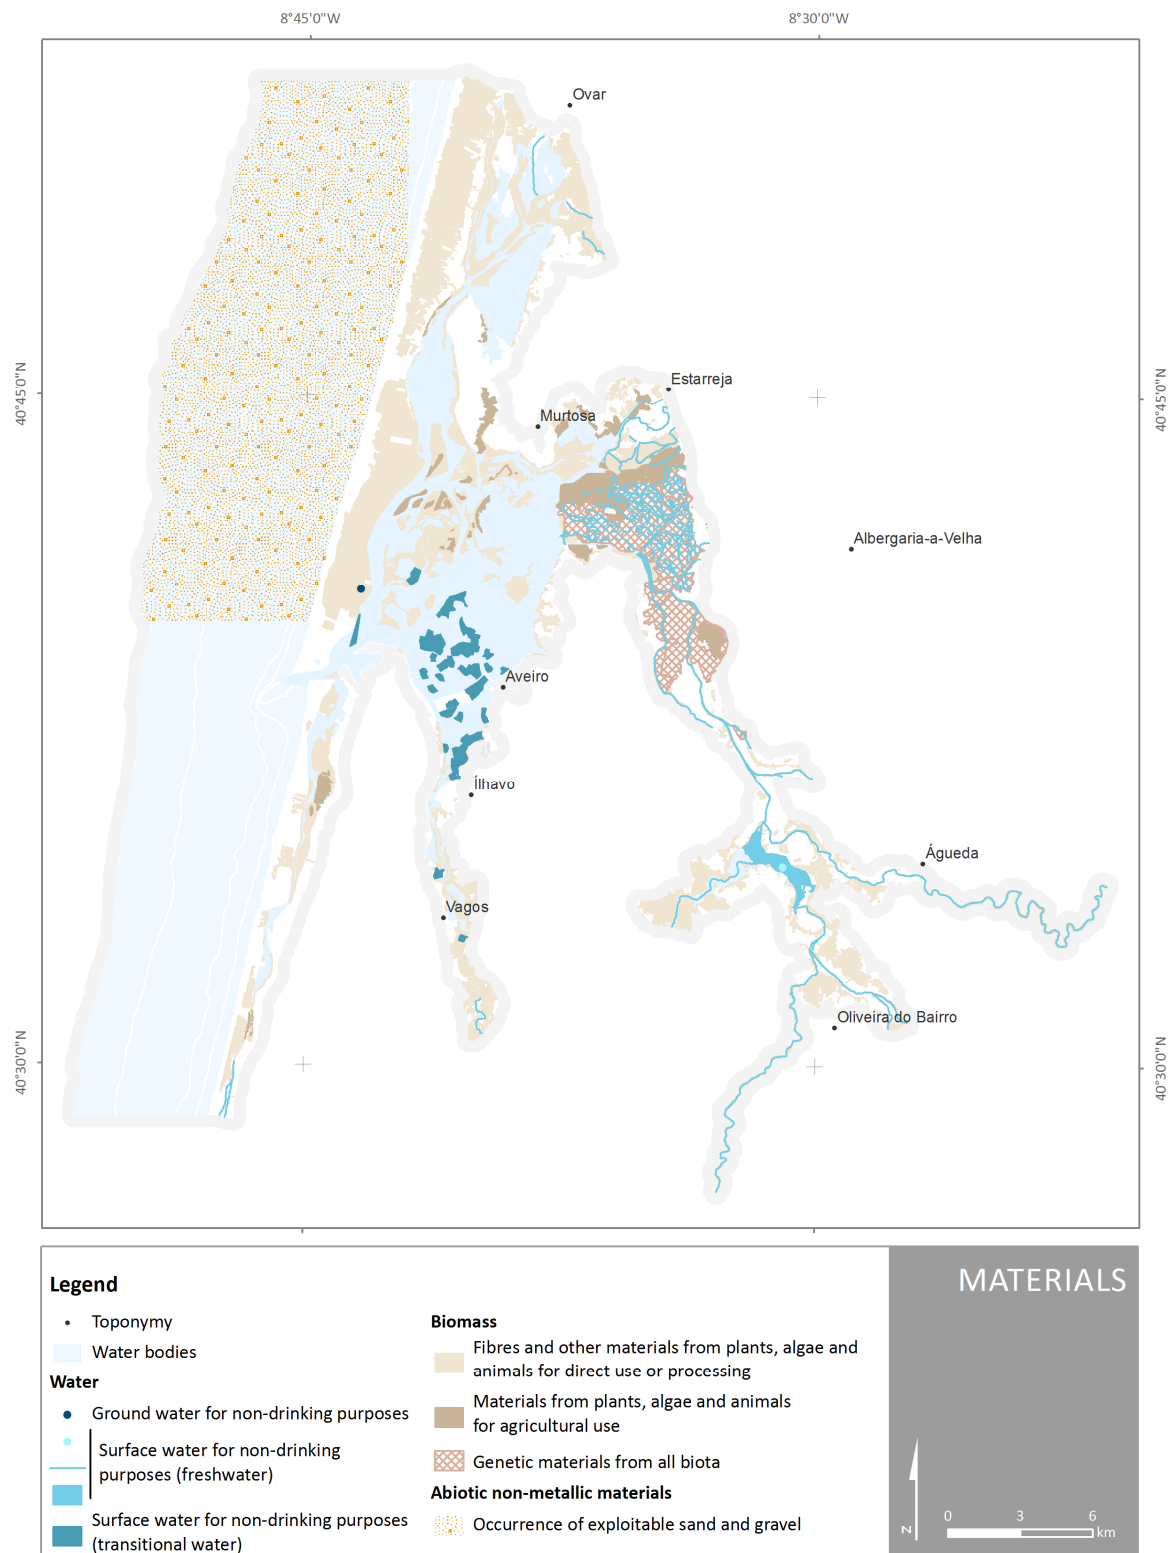 8°45'0"W
8°30'0"W
Ovar
40°45'0"N
40°45'0"N
Estarreja
Murtosa
Albergaria-a-Velha
Aveiro
Ílhavo
Águeda
Vagos
Oliveira do Bairro
40°30'0"N
40°30'0"N
Legend
Toponymy
Water bodies
Water
Ground water for non-drinking purposes
Surface water for non-drinking
purposes (freshwater)
Surface water for non-drinking purposes
(transitional water)
Biomass
Fibres and other materials from plants, algae and
animals for direct use or processing
Materials from plants, algae and animals
for agricultural use
Genetic materials from all biota
Abiotic non-metallic materials
Occurrence of exploitable sand and gravel
MATERIALS
N
0 3 6
km